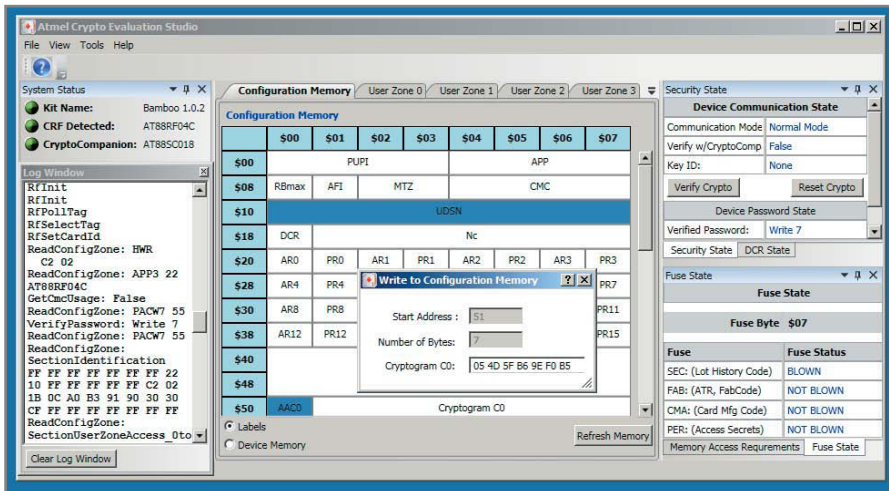 Atmel Crypto Evaluation Studio
File View Tools Help
System Status
Kit Name: Bamboo 1.0.2
CRF Detected: AT88RF04C
CryptoCompanion: AT88SC018
Log Window
RfInit
RfInit
RfPollTag
RfSelectTag
RfSetCardId
ReadConfigZone: HWR
C2 02
ReadConfigZone: APP3 22
AT88RF04C
GetCmcUsage: False
ReadConfigZone: PACW7 55
VerifyPassword: Write 7
ReadConfigZone: PACW7 55
ReadConfigZone:
SectionIdentification
FF FF FF FF FF FF FF 22
10 FF FF FF FF FF C2 02
1B 0C A0 B3 91 90 30 30
CF FF FF FF FF FF FF FF
ReadConfigZone:
SectionUserZoneAccess_0to
Clear Log Window
Configuration Memory User Zone 0 User Zone 1 User Zone 2 User Zone 3
Configuration Memory
$00 $01 $02 $03 $04 $05 $06 $07
$00 PUPI APP
$08 RBmax AFI MTZ CMC
$10 UDSN
$18 DCR Nc
$20 AR0 PR0 AR1 PR1 AR2 PR2 AR3 PR3
$28 AR4 PR4 PR7
$30 AR8 PR8 PR11
$38 AR12 PR12 PR15
$40
$48
$50 AAC0 Cryptogram C0
Write to Configuration Memory
Start Address : 51
Number of Bytes: 7
Cryptogram C0: 05 4D 5F B6 9E F0 B5
Labels
Device Memory
Refresh Memory
Security State
Device Communication State
Communication Mode Normal Mode
Verify w/CryptoComp False
Key ID: None
Verify Crypto Reset Crypto
Device Password State
Verified Password: Write 7
Security State DCR State
Fuse State
Fuse State
Fuse Byte $07
Fuse Fuse Status
SEC: (Lot History Code) BLOWN
FAB: (ATR, FabCode) NOT BLOWN
CMA: (Card Mfg Code) NOT BLOWN
PER: (Access Secrets) NOT BLOWN
Memory Access Requrements Fuse State